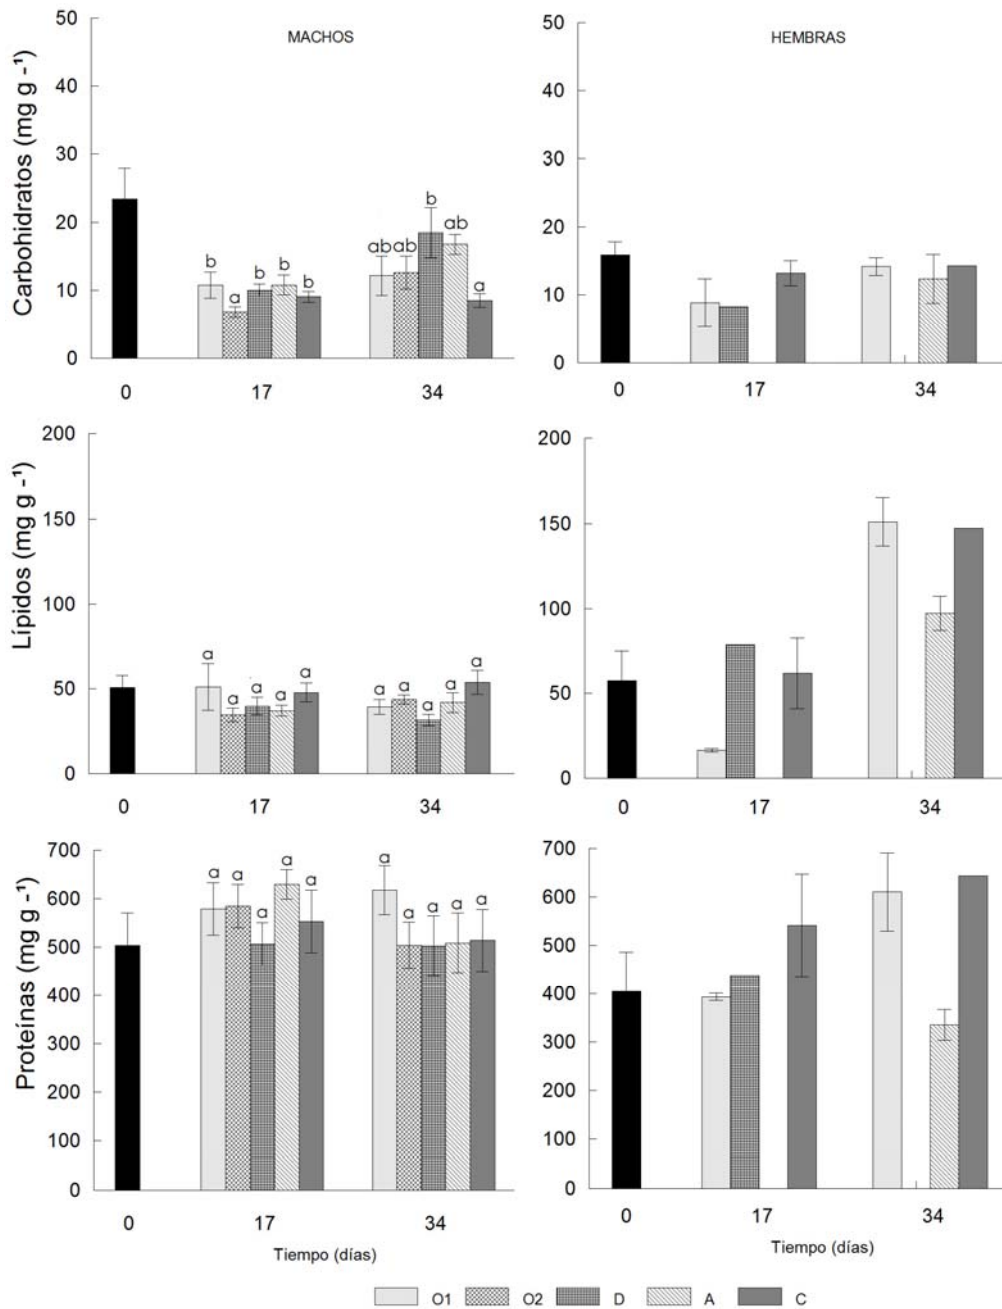 MACHOS
Carbohidratos (mg g -¹)
50
40
30
20
10
0
b
a
b
b
b
ab
ab
b
ab
a
0
17
34
HEMBRAS
50
40
30
20
10
0
0
17
34
Lípidos (mg g -¹)
200
150
100
50
0
a
a
a
a
a
a
a
a
a
a
0
17
34
200
150
100
50
0
0
17
34
Proteínas (mg g -¹)
700
600
500
400
300
200
100
0
a
a
a
a
a
a
a
a
a
a
0
17
34
Tiempo (días)
700
600
500
400
300
200
100
0
0
17
34
Tiempo (días)
O1 O2 D A C